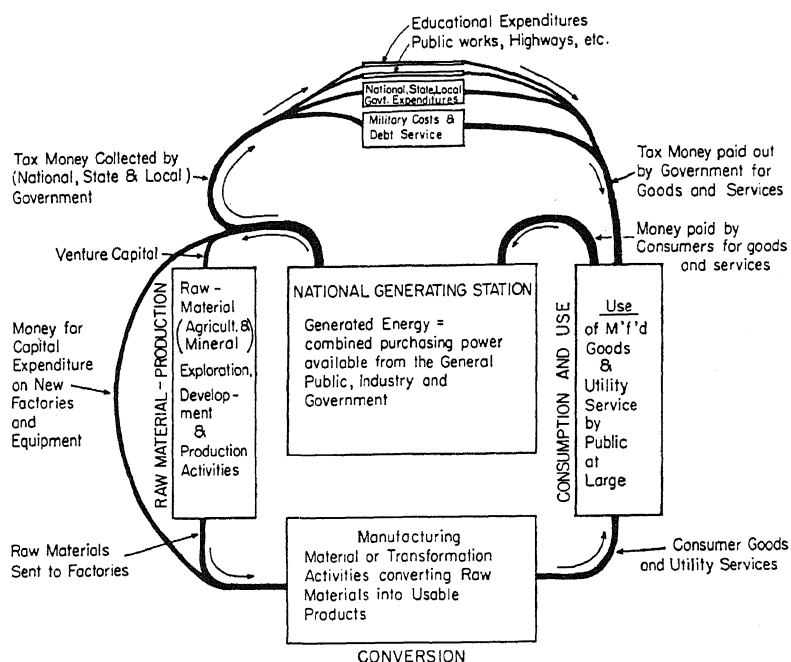 Educational Expenditures
Public works, Highways, etc.
National, State, Local
Govt. Expenditures
Military Costs &
Debt Service
Tax Money Collected by
(National, State & Local)
Government
Tax Money paid out
by Government for
Goods and Services
Venture Capital
Money paid by
Consumers for goods
and services
Money for
Capital
Expenditure
on New
Factories
and
Equipment
RAW MATERIAL-PRODUCTION
Raw-
Material
(Agricult. &
Mineral)
Exploration,
Develop-
ment
&
Production
Activities
NATIONAL GENERATING STATION
Generated Energy =
combined purchasing power
available from the General
Public, Industry and
Government
CONSUMPTION AND USE
Use
of M'f'd
Goods
&
Utility
Service
by
Public
at
Large
Raw Materials
Sent to Factories
Manufacturing
Material or Transformation
Activities converting Raw
Materials into Usable
Products
Consumer Goods
and Utility Services
CONVERSION